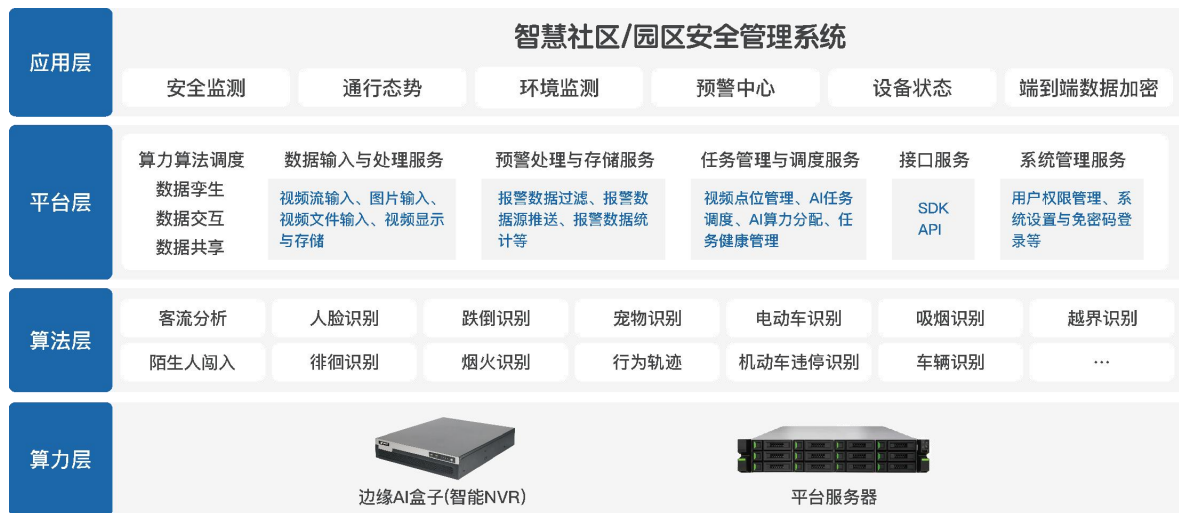 应用层
智慧社区/园区安全管理系统
安全监测
通行态势
环境监测
预警中心
设备状态
端到端数据加密
平台层
算力算法调度
数据孪生
数据交互
数据共享
数据输入与处理服务
视频流输入、图片输入、
视频文件输入、视频显示
与存储
预警处理与存储服务
报警数据过滤、报警数
据源推送、报警数据统
计等
任务管理与调度服务
视频点位管理、AI任务
调度、AI算力分配、任
务健康管理
接口服务
SDK
API
系统管理服务
用户权限管理、系
统设置与免密码登
录等
算法层
客流分析
人脸识别
跌倒识别
宠物识别
电动车识别
吸烟识别
越界识别
陌生人闯入
徘徊识别
烟火识别
行为轨迹
机动车违停识别
车辆识别
…
算力层
边缘AI盒子(智能NVR)
平台服务器